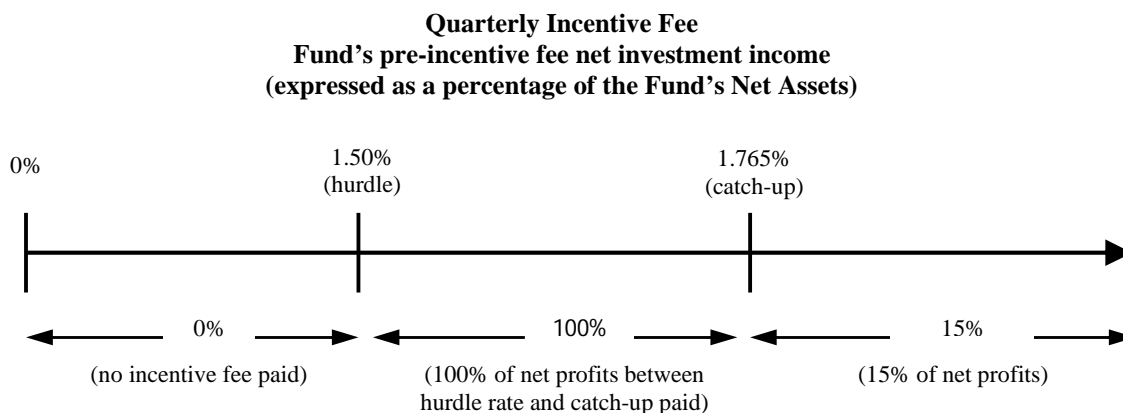 Quarterly Incentive Fee
Fund’s pre-incentive fee net investment income
(expressed as a percentage of the Fund’s Net Assets)
0%
1.50%
(hurdle)
1.765%
(catch-up)
0%
100%
15%
(no incentive fee paid)
(100% of net profits between
hurdle rate and catch-up paid)
(15% of net profits)